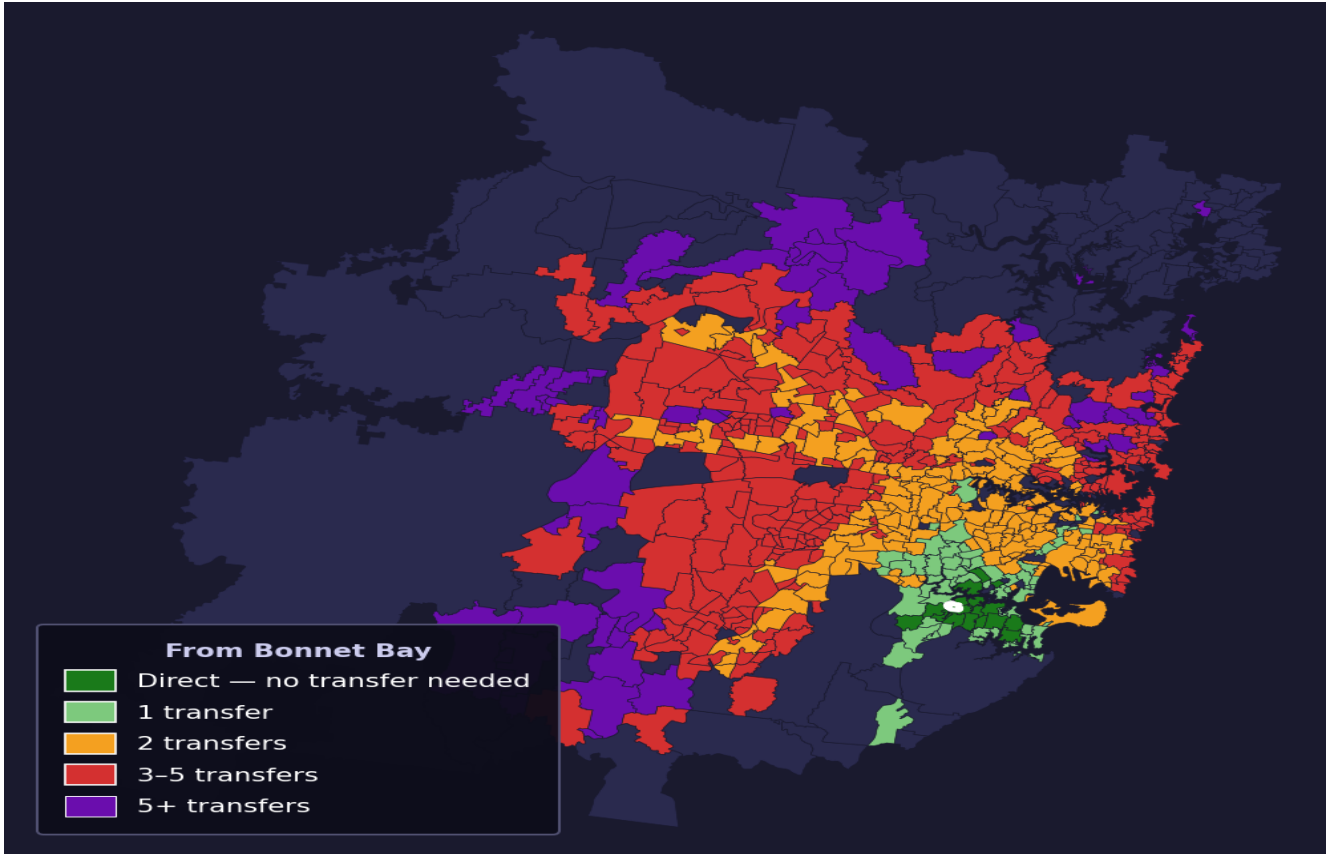 From Bonnet Bay
Direct — no transfer needed
1 transfer
2 transfers
3–5 transfers
5+ transfers